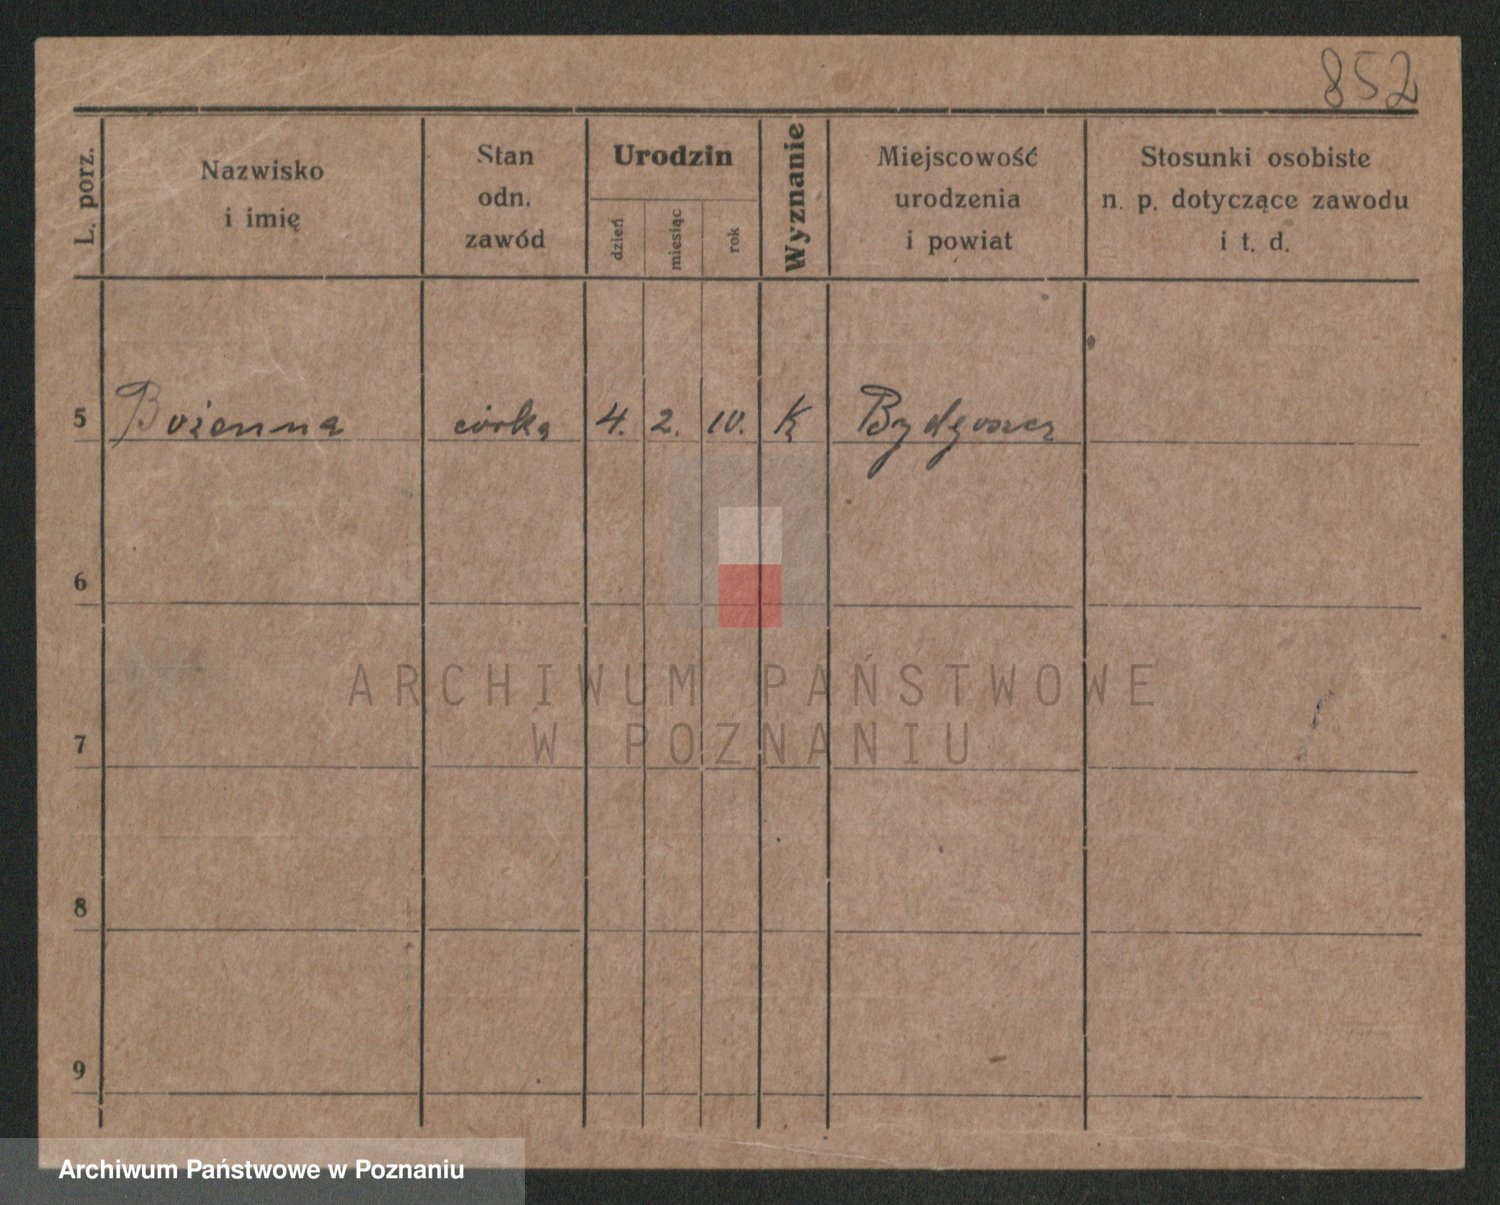 852
L. porz.
Nazwisko
i imię
Stan
odn.
zawód
Urodzin
dzień
miesiąc
rok
Wyznanie
Miejscowość
urodzenia
i powiat
Stosunki osobiste
n. p. dotyczące zawodu
i t. d.
5 Bożenna córka 4. 2. 10. K Bydgoszcz
6
ARCHIWUM PAŃSTWOWE
W POZNANIU
7
8
9
Archiwum Państwowe w Poznaniu